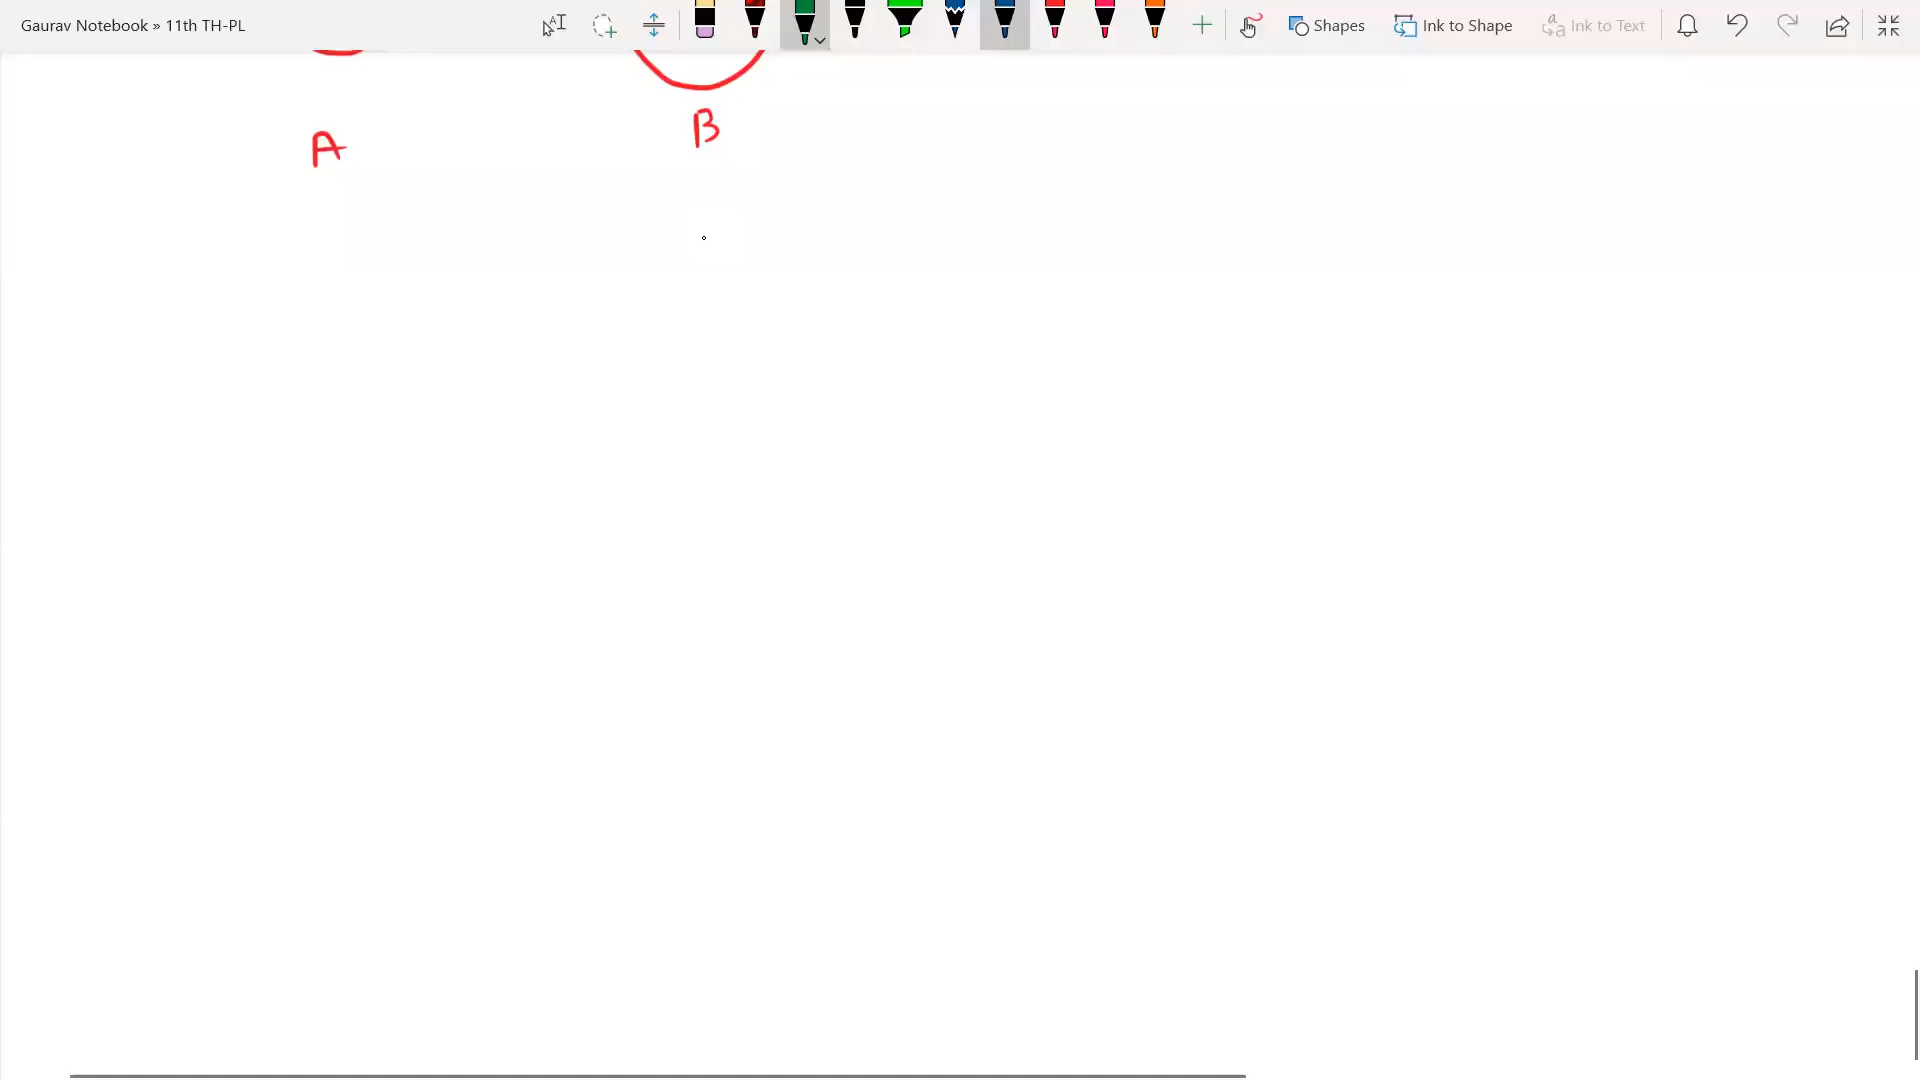 Gaurav Notebook » 11th TH-PL
Shapes
Ink to Shape
Ink to Text
B
A